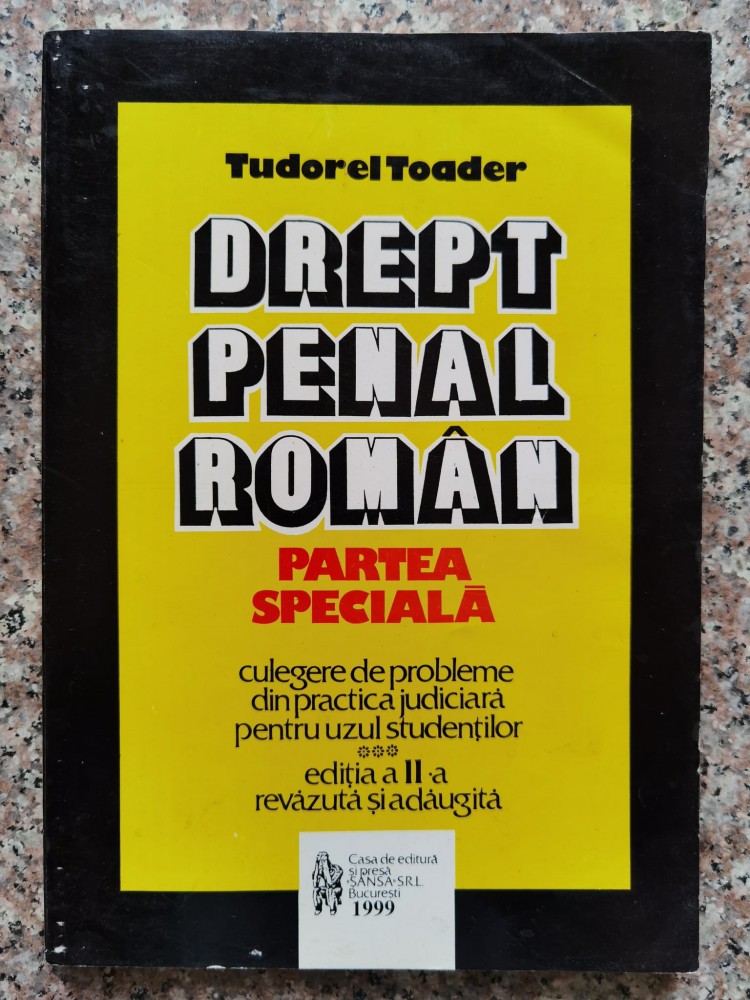 Tudorel Toader
DREPT
PENAL
ROMÂN
PARTEA
SPECIALĂ
culegere de probleme
din practica judiciară
pentru uzul studenților
***
ediția a II-a
revăzută și adăugită
Casa de editură
și presă
«ȘANSA» S.R.L.
București
1999